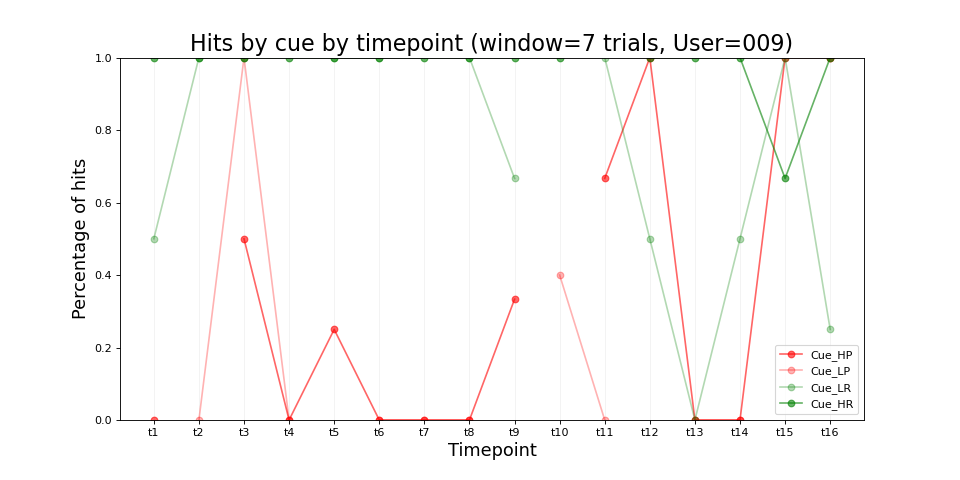 Hits by cue by timepoint (window=7 trials, User=009)
Percentage of hits
1.0
0.8
0.6
0.4
0.2
0.0
t1 t2 t3 t4 t5 t6 t7 t8 t9 t10 t11 t12 t13 t14 t15 t16
Timepoint
Cue_HP
Cue_LP
Cue_LR
Cue_HR